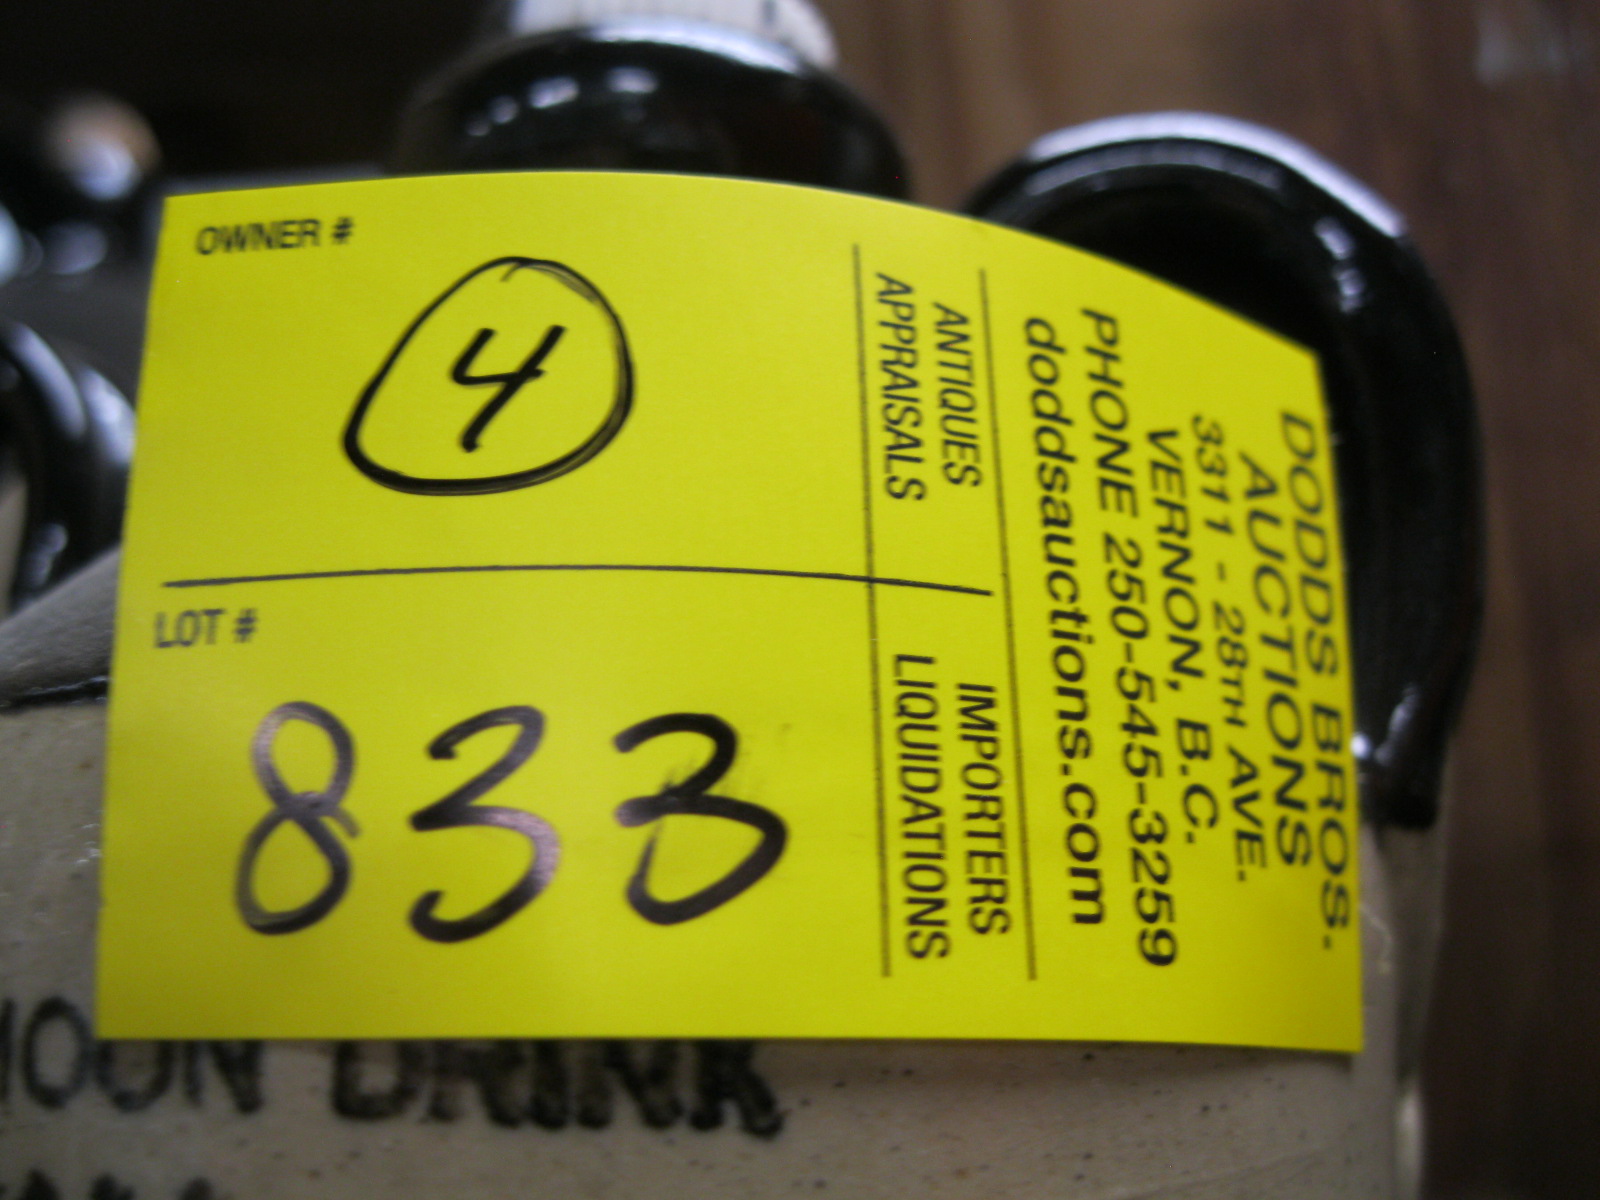 OWNER #
4
LOT #
833
ANTIQUES
APPRAISALS
IMPORTERS
LIQUIDATIONS
DODDS BROS.
AUCTIONS
3311 - 28TH AVE.
VERNON, B.C.
PHONE 250-545-3259
doddsauctions.com
DRINK